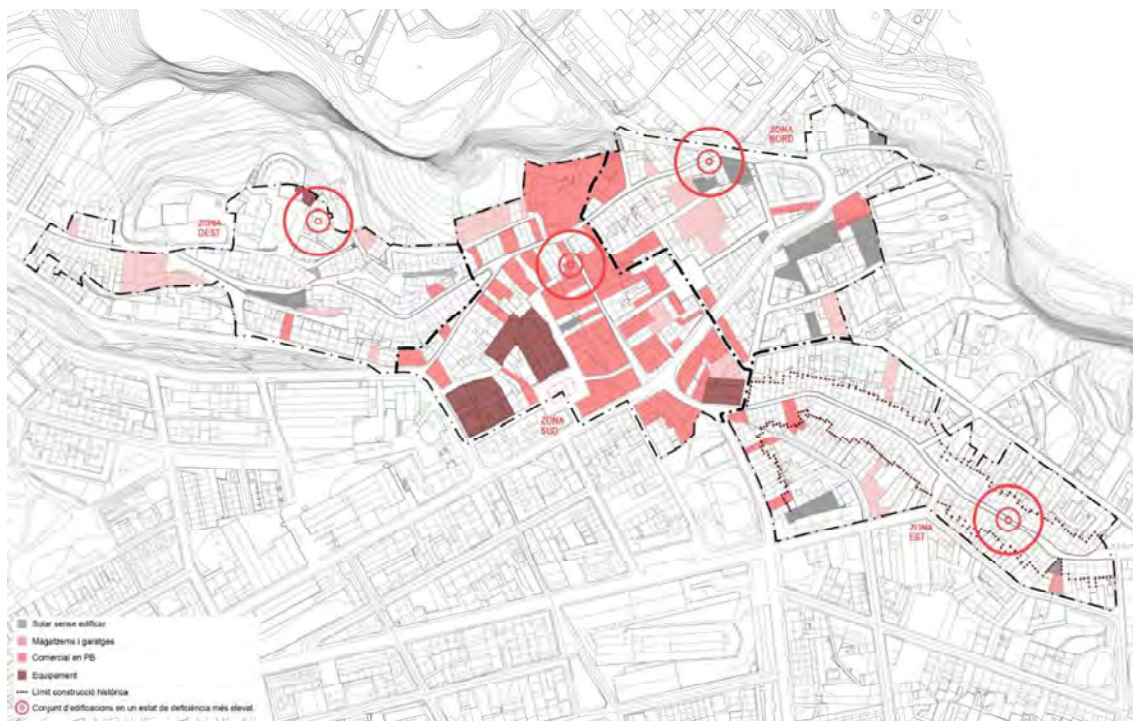 ZONA
NORD
ZONA
OEST
ZONA
SUD
ZONA
EST
Solar sense edificar
Magatzems i garatges
Comercial en PB
Equipament
Límit construcció històrica
Conjunt d'edificacions en un estat de deficiència més elevat